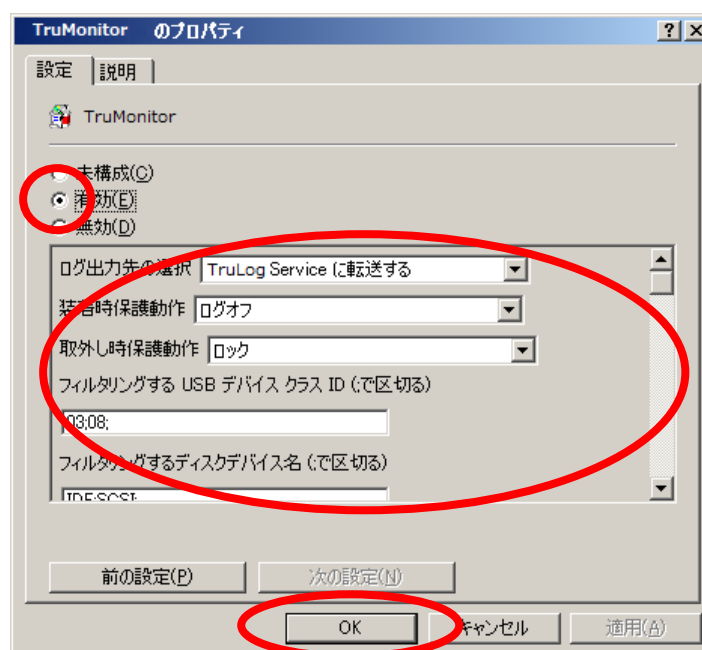 TruMonitor のプロパティ
設定 説明
TruMonitor
未構成(C)
有効(E)
無効(D)
ログ出力先の選択 TruLog Service に転送する
装着時保護動作 ログオフ
取外し時保護動作 ロック
フィルタリングする USB デバイス クラス ID (;で区切る)
03;08;
フィルタリングするディスクデバイス名 (;で区切る)
IDE;SCSI;
前の設定(P) 次の設定(N)
OK キャンセル 適用(A)